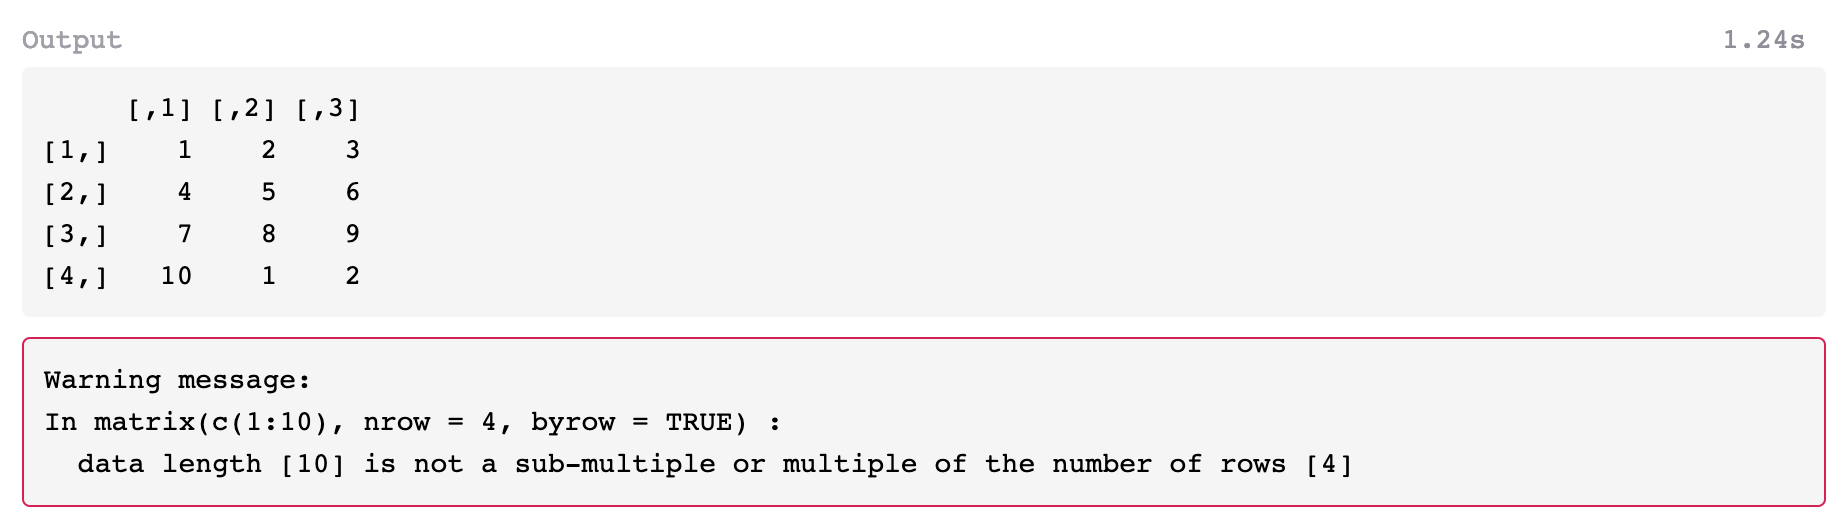 Output 1.24s
     [,1] [,2] [,3]
[1,]    1    2    3
[2,]    4    5    6
[3,]    7    8    9
[4,]   10    1    2
Warning message:
In matrix(c(1:10), nrow = 4, byrow = TRUE) :
  data length [10] is not a sub-multiple or multiple of the number of rows [4]